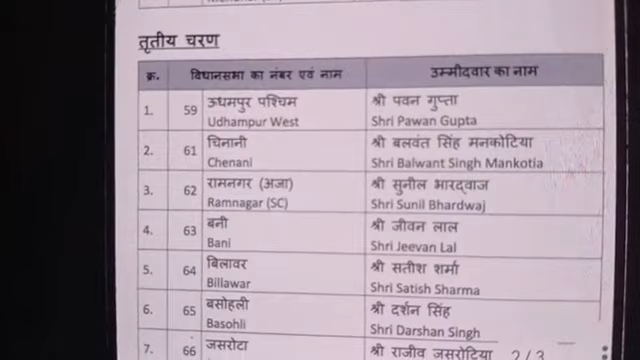 तृतीय चरण
क्र. विधानसभा का नंबर एवं नाम उम्मीदवार का नाम
1. 59 ऊधमपुर पश्चिम श्री पवन गुप्ता
Udhampur West Shri Pawan Gupta
2. 61 चिनानी श्री बलवंत सिंह मनकोटिया
Chenani Shri Balwant Singh Mankotia
3. 62 रामनगर (अजा) श्री सुनील भारद्वाज
Ramnagar (SC) Shri Sunil Bhardwaj
4. 63 बनी श्री जीवन लाल
Bani Shri Jeevan Lal
5. 64 बिलावर श्री सतीश शर्मा
Billawar Shri Satish Sharma
6. 65 बसोहली श्री दर्शन सिंह
Basohli Shri Darshan Singh
7. 66 जसरोटा श्री राजीव जसरोटिया 2/3